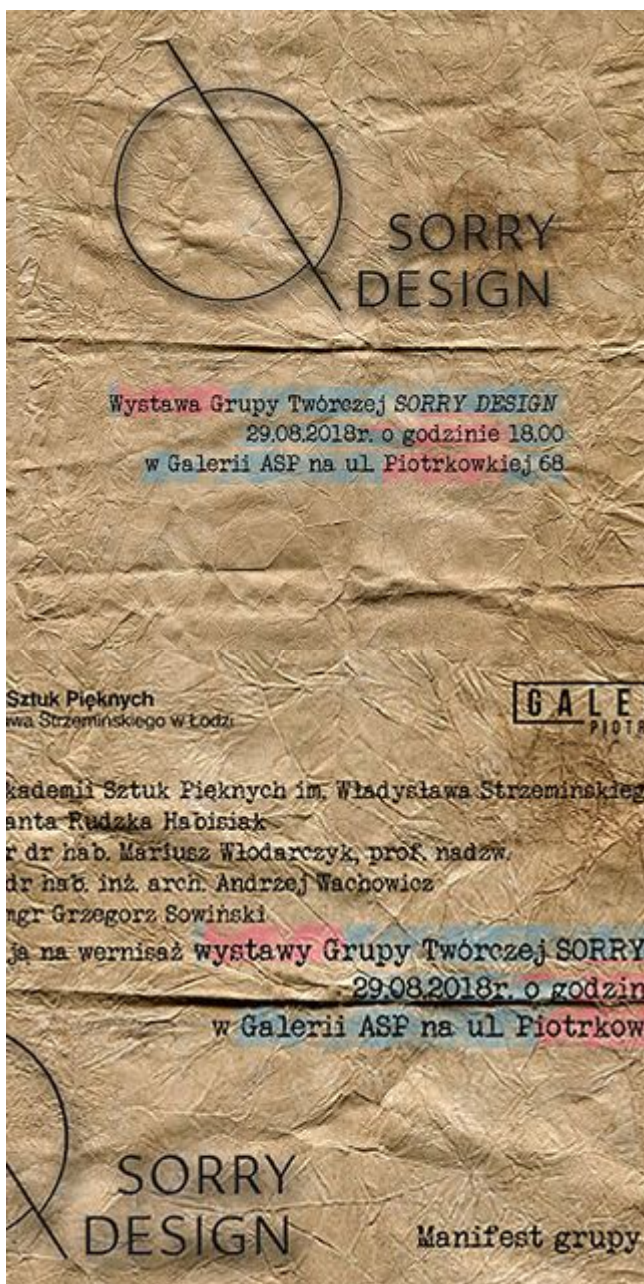 SORRY
DESIGN
Wystawa Grupy Twórczej SORRY DESIGN
29.08.2018r. o godzinie 18.00
w Galerii ASP na ul. Piotrkowkiej 68
Sztuk Pięknych
wa Strzemińskiego w Łodzi
GALE
PIOTR
kademii Sztuk Pięknych im. Władysława Strzemińskieg
anta Rudzka Habisiak
r dr hab. Mariusz Włodarczyk, prof. nadzw.
dr hab. inż. arch. Andrzej Wachowicz
mgr Grzegorz Sowiński
ja na wernisaż wystawy Grupy Twórczej SORRY
29.08.2018r. o godzin
w Galerii ASP na ul. Piotrkow
SORRY
DESIGN
Manifest grupy